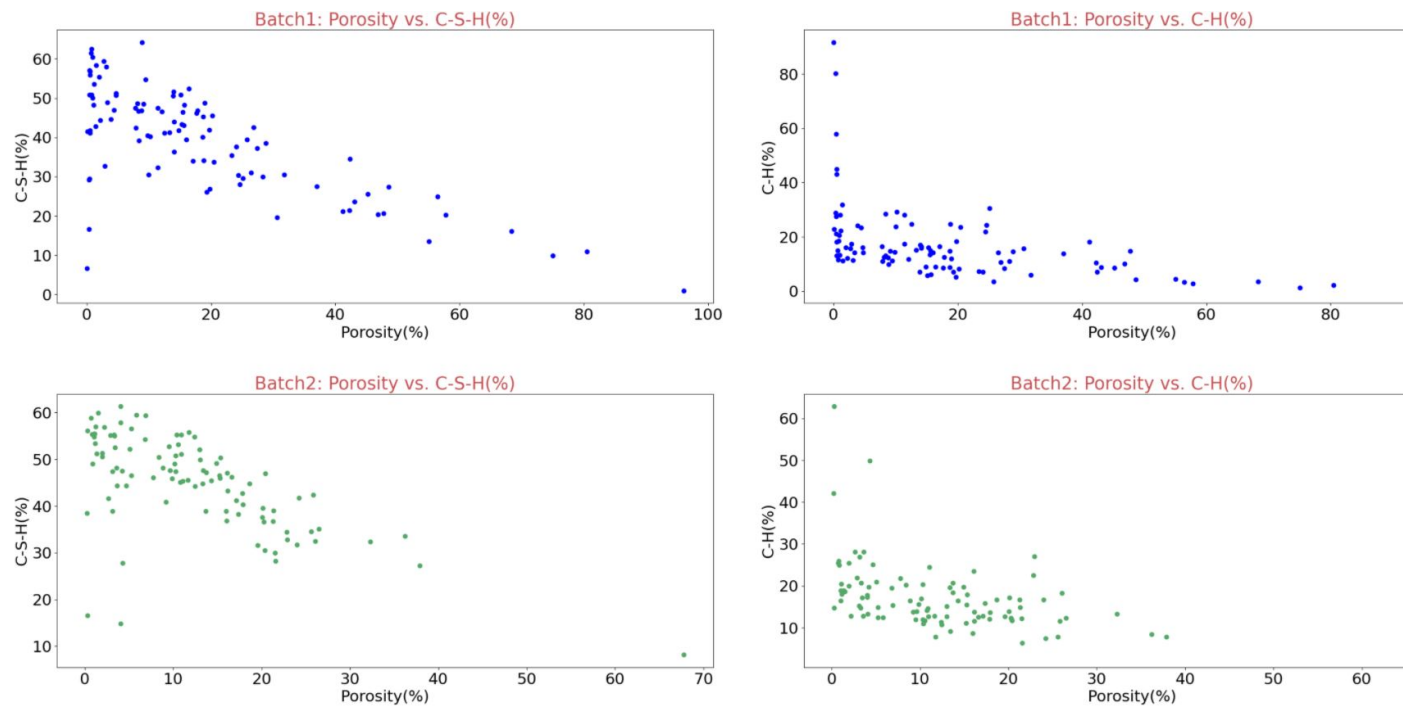 Batch1: Porosity vs. C-S-H(%)
C-S-H(%)
60
50
40
30
20
10
0
0 20 40 60 80 100
Porosity(%)
Batch1: Porosity vs. C-H(%)
C-H(%)
80
60
40
20
0
0 20 40 60 80
Porosity(%)
Batch2: Porosity vs. C-S-H(%)
C-S-H(%)
60
50
40
30
20
10
0 10 20 30 40 50 60 70
Porosity(%)
Batch2: Porosity vs. C-H(%)
C-H(%)
60
50
40
30
20
10
0 10 20 30 40 50 60
Porosity(%)